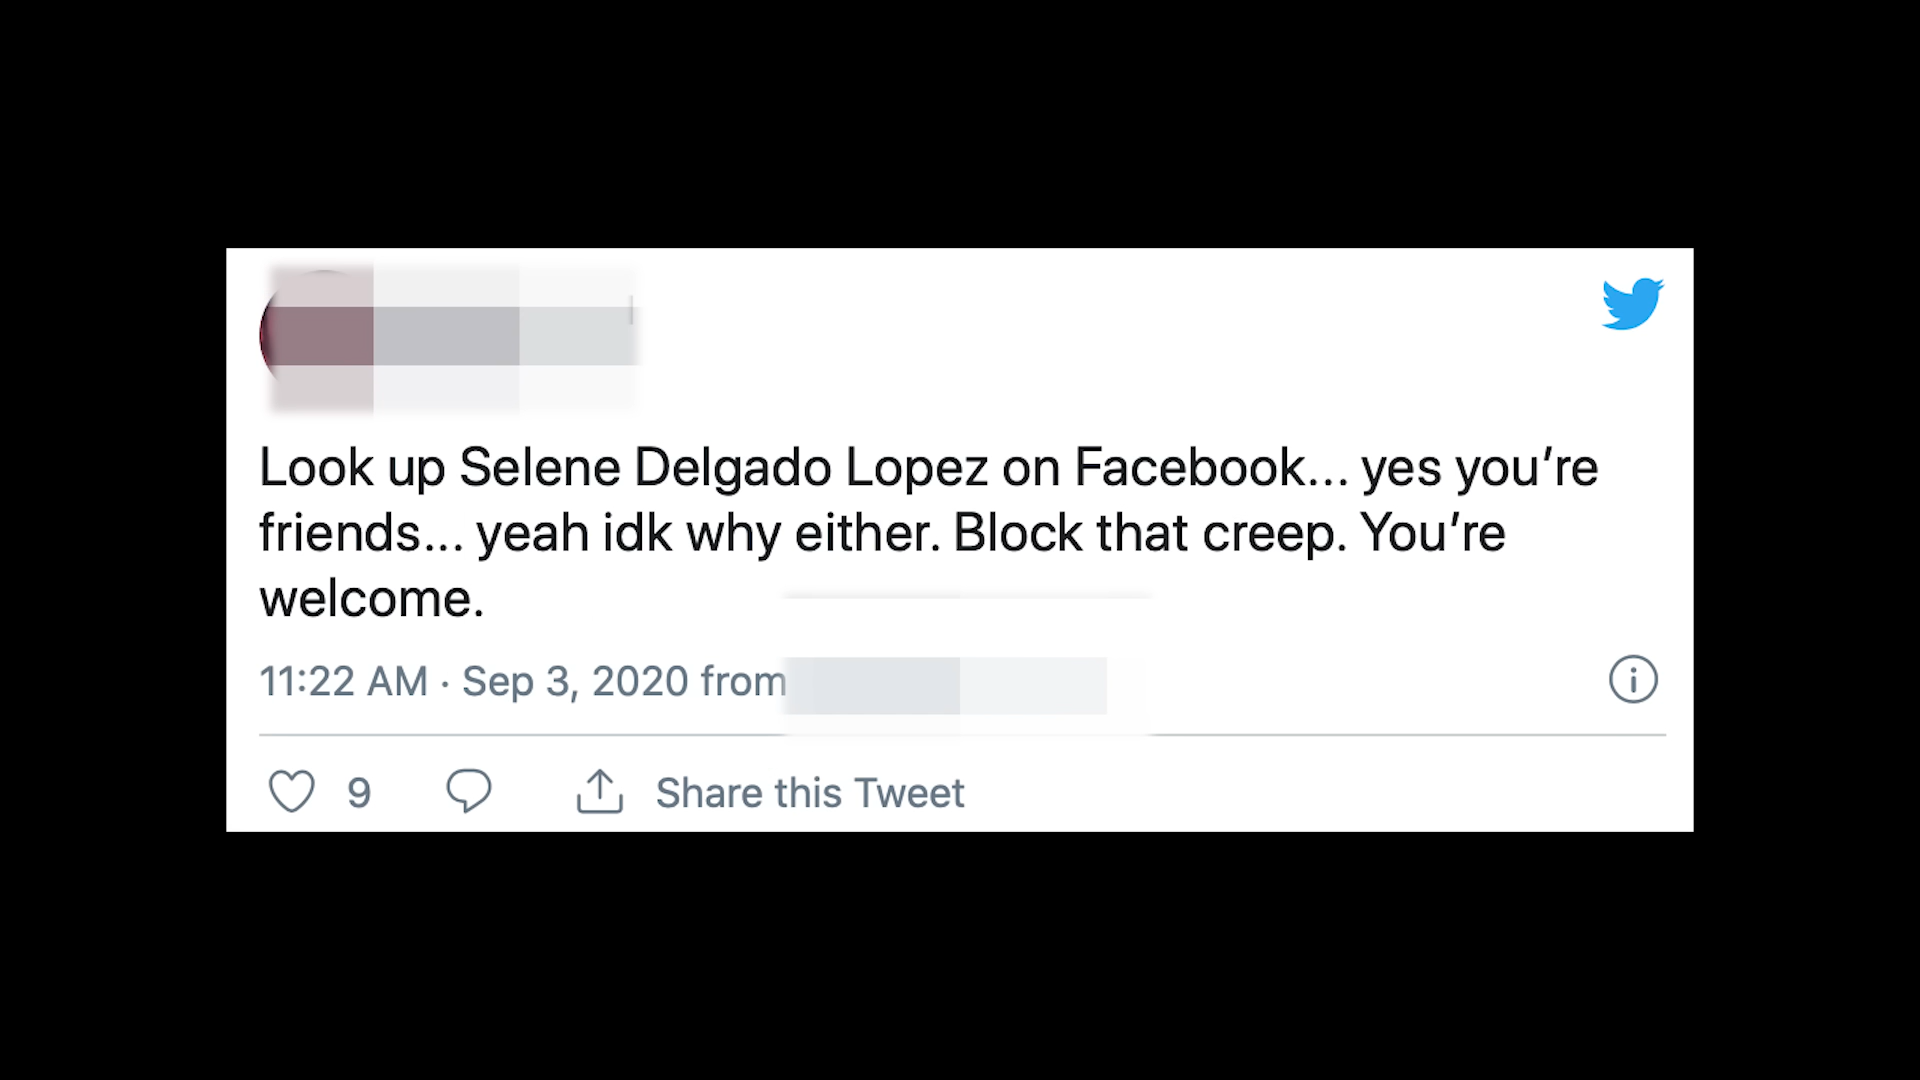 Look up Selene Delgado Lopez on Facebook... yes you’re
friends... yeah idk why either. Block that creep. You’re
welcome.
11:22 AM · Sep 3, 2020 from
9 Share this Tweet